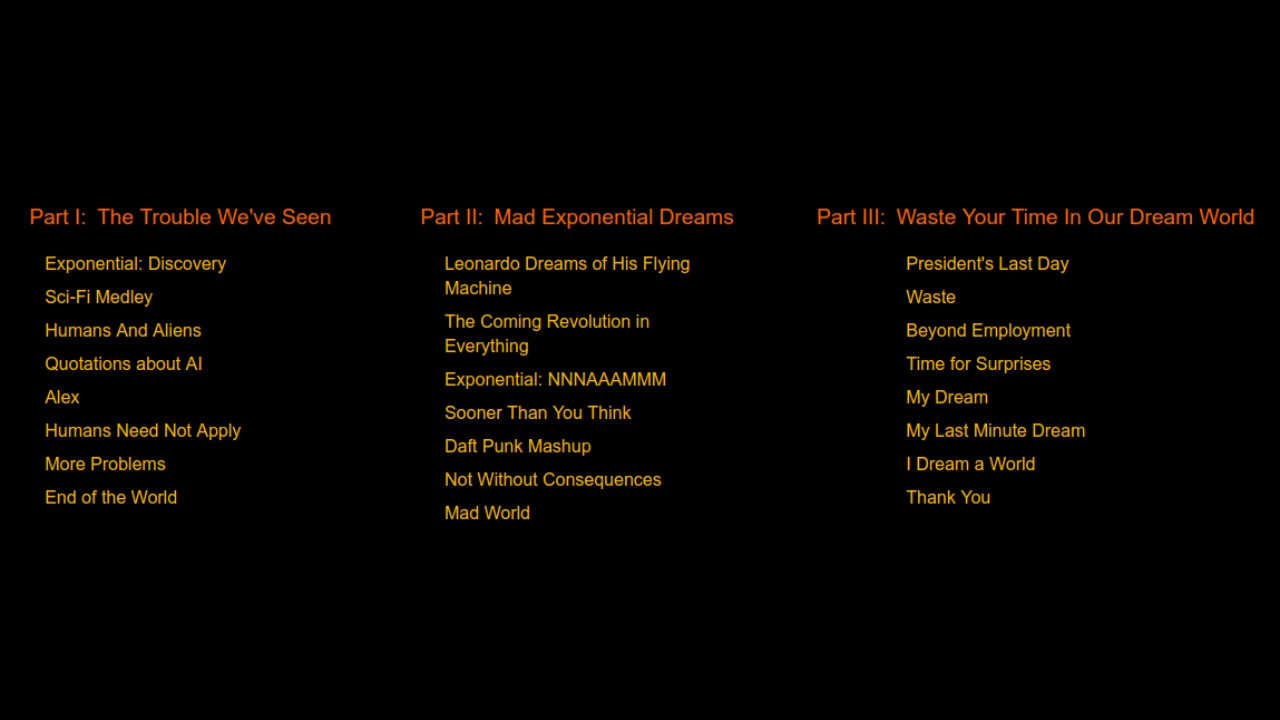 Part I:  The Trouble We've Seen
Exponential: Discovery
Sci-Fi Medley
Humans And Aliens
Quotations about AI
Alex
Humans Need Not Apply
More Problems
End of the World
Part II:  Mad Exponential Dreams
Leonardo Dreams of His Flying
Machine
The Coming Revolution in
Everything
Exponential: NNNAAAMMM
Sooner Than You Think
Daft Punk Mashup
Not Without Consequences
Mad World
Part III:  Waste Your Time In Our Dream World
President's Last Day
Waste
Beyond Employment
Time for Surprises
My Dream
My Last Minute Dream
I Dream a World
Thank You